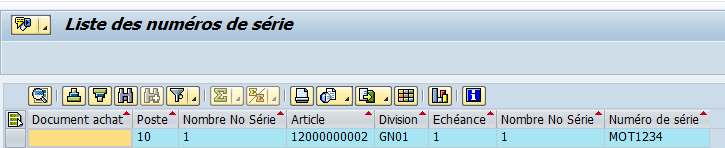 Liste des numéros de série
Document achat Poste Nombre No Série Article Division Echéance Nombre No Série Numéro de série
10 1 12000000002 GN01 1 1 MOT1234